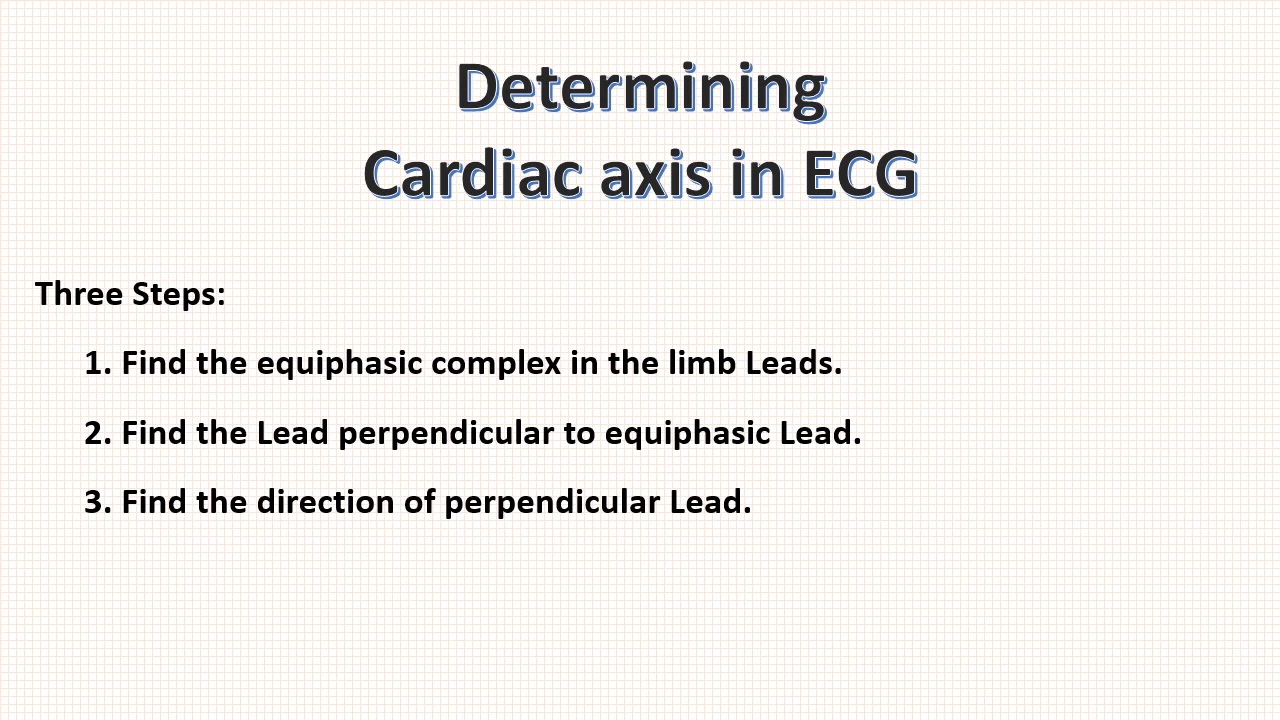 Determining
Cardiac axis in ECG
Three Steps:
1. Find the equiphasic complex in the limb Leads.
2. Find the Lead perpendicular to equiphasic Lead.
3. Find the direction of perpendicular Lead.